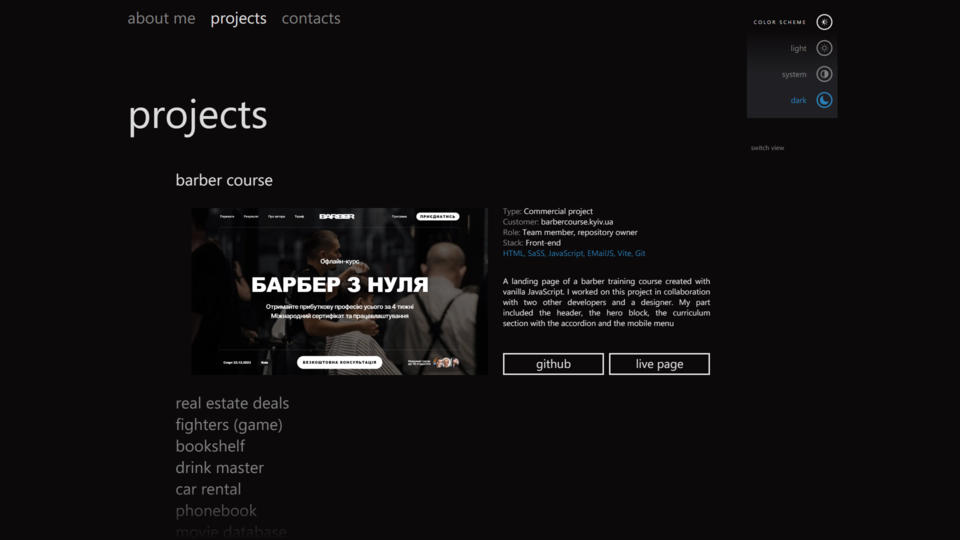 about me projects contacts
COLOR SCHEME
light
system
dark
switch view
projects
barber course
Переваги Результат Про автора Тариф BARBER Програма ПРИЄДНАТИСЬ
Офлайн-курс
БАРБЕР З НУЛЯ
Отримайте прибуткову професію усього за 4 тижні
Міжнародний сертифікат та працевлаштування
Старт 22.12.2023 Київ БЕЗКОШТОВНА КОНСУЛЬТАЦІЯ
Type: Commercial project
Customer: barbercourse.kyiv.ua
Role: Team member, repository owner
Stack: Front-end
HTML, SaSS, JavaScript, EMailJS, Vite, Git
A landing page of a barber training course created with
vanilla JavaScript. I worked on this project in collaboration
with two other developers and a designer. My part
included the header, the hero block, the curriculum
section with the accordion and the mobile menu
github live page
real estate deals
fighters (game)
bookshelf
drink master
car rental
phonebook
movie database